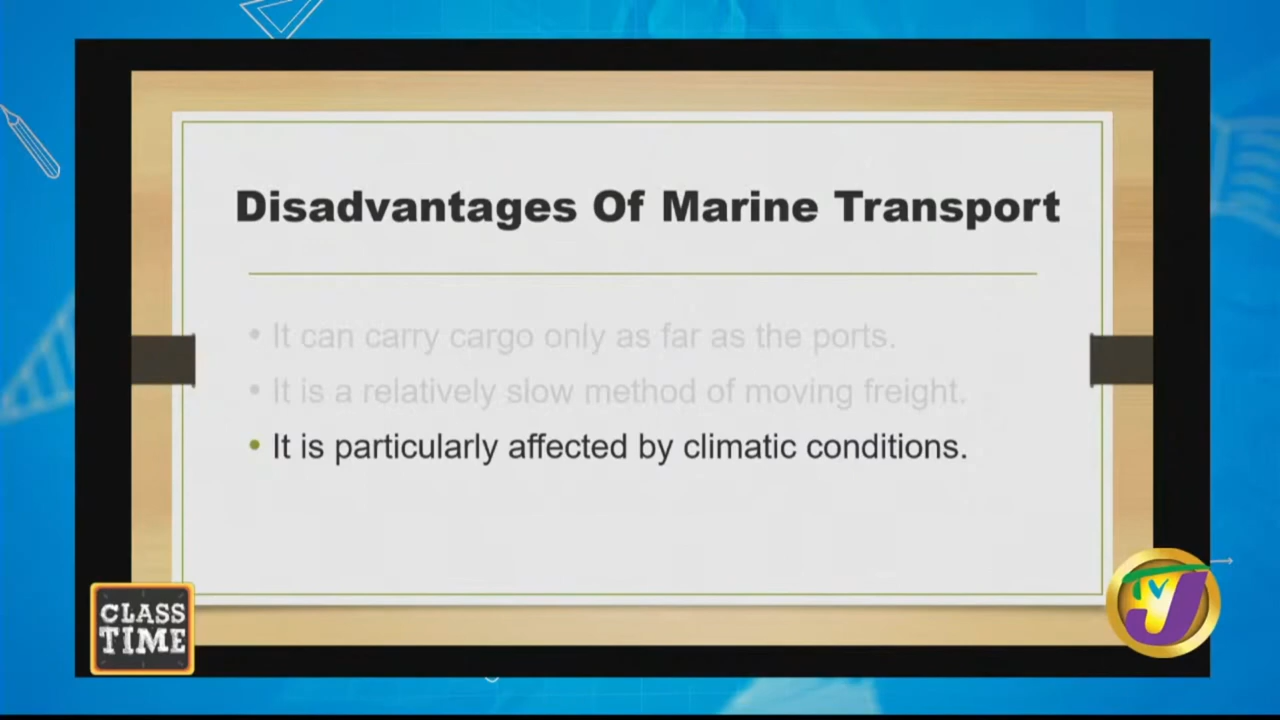 Disadvantages Of Marine Transport
• It can carry cargo only as far as the ports.
• It is a relatively slow method of moving freight.
• It is particularly affected by climatic conditions.
CLASS
TIME
TVJ